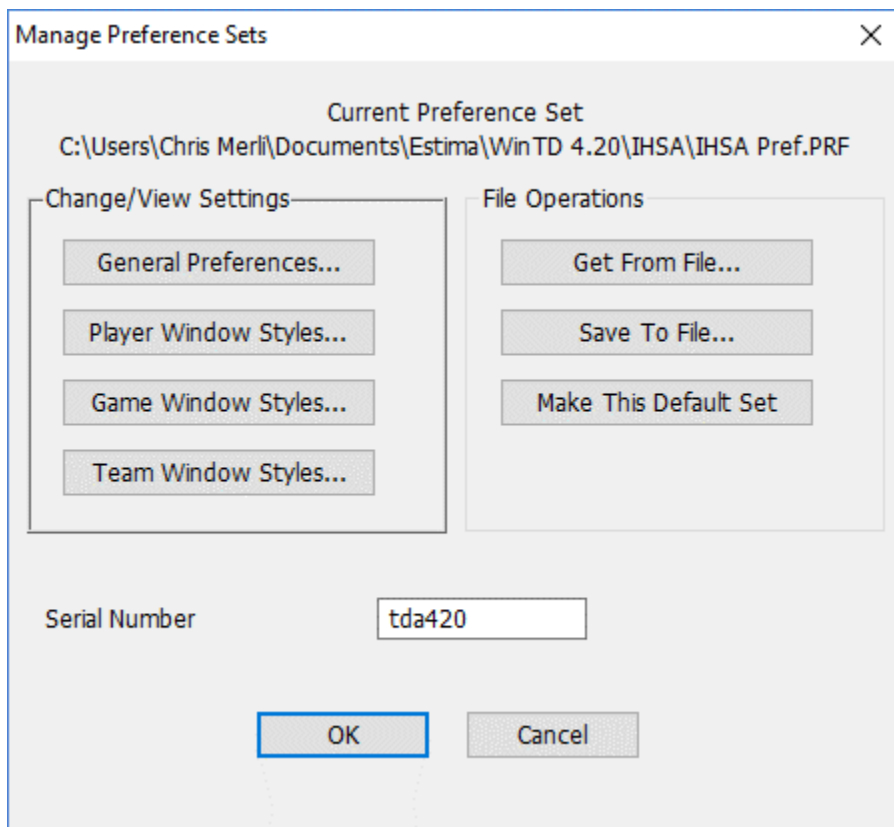 Manage Preference Sets
Current Preference Set
C:\Users\Chris Merli\Documents\Estima\WinTD 4.20\IHSA\IHSA Pref.PRF
Change/View Settings
General Preferences...
Player Window Styles...
Game Window Styles...
Team Window Styles...
File Operations
Get From File...
Save To File...
Make This Default Set
Serial Number
tda420
OK
Cancel